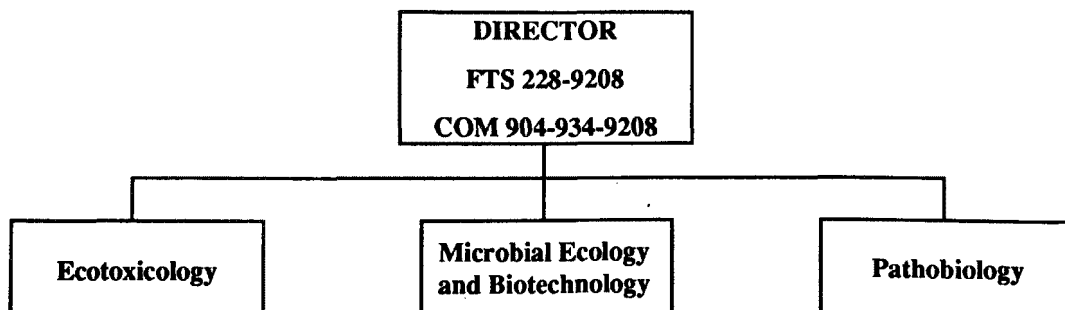 DIRECTOR
FTS 228-9208
COM 904-934-9208
Ecotoxicology
Microbial Ecology
and Biotechnology
Pathobiology